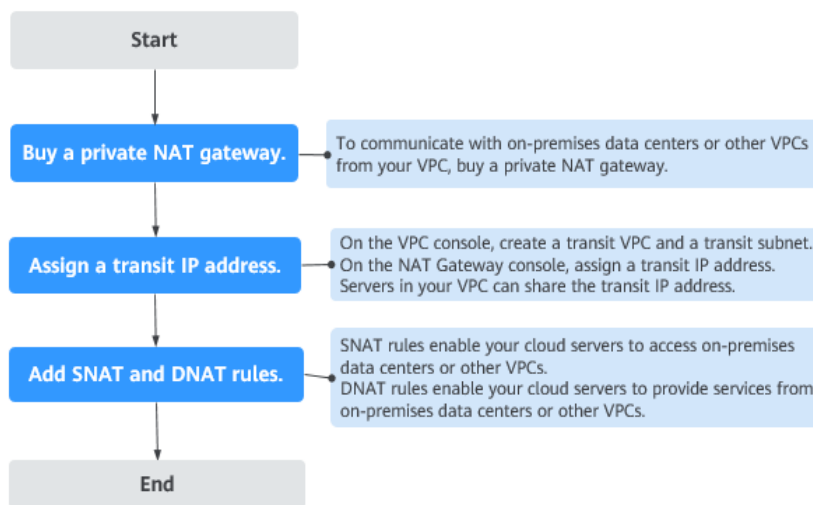 Start
Buy a private NAT gateway.
To communicate with on-premises data centers or other VPCs
from your VPC, buy a private NAT gateway.
Assign a transit IP address.
On the VPC console, create a transit VPC and a transit subnet.
On the NAT Gateway console, assign a transit IP address.
Servers in your VPC can share the transit IP address.
Add SNAT and DNAT rules.
SNAT rules enable your cloud servers to access on-premises
data centers or other VPCs.
DNAT rules enable your cloud servers to provide services from
on-premises data centers or other VPCs.
End